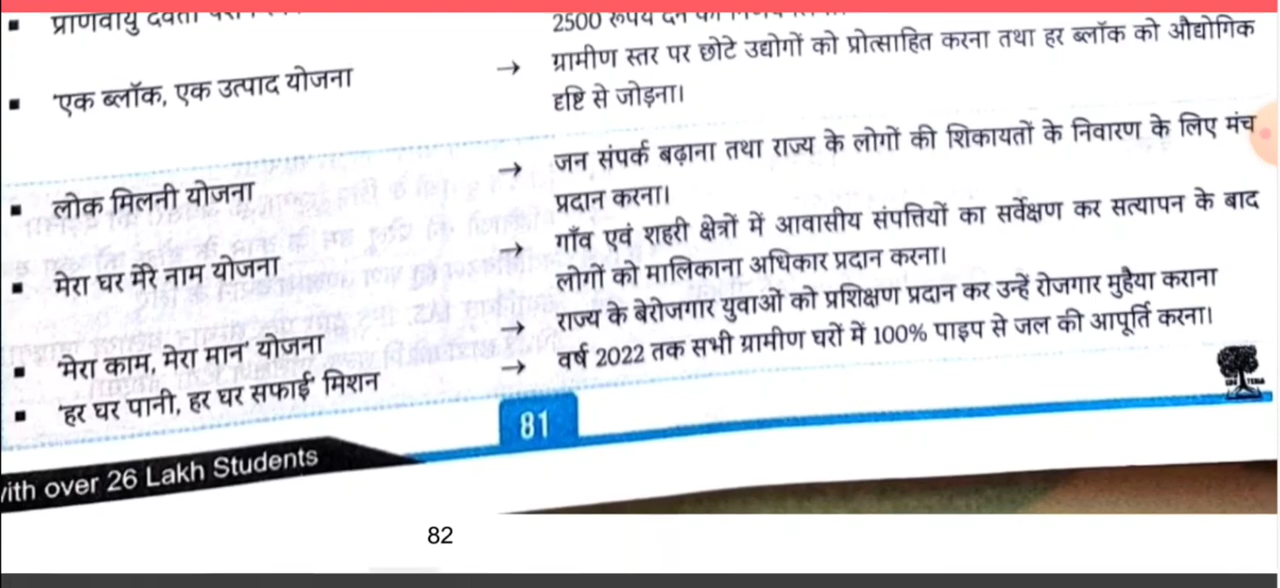 ▪ प्राणवायु देवता
2500 रूपये देने का
▪ 'एक ब्लॉक, एक उत्पाद योजना
→ ग्रामीण स्तर पर छोटे उद्योगों को प्रोत्साहित करना तथा हर ब्लॉक को औद्योगिक
दृष्टि से जोड़ना।
▪ लोक मिलनी योजना
→ जन संपर्क बढ़ाना तथा राज्य के लोगों की शिकायतों के निवारण के लिए मंच
प्रदान करना।
▪ मेरा घर मेरे नाम योजना
→ गाँव एवं शहरी क्षेत्रों में आवासीय संपत्तियों का सर्वेक्षण कर सत्यापन के बाद
लोगों को मालिकाना अधिकार प्रदान करना।
▪ 'मेरा काम, मेरा मान' योजना
→ राज्य के बेरोजगार युवाओं को प्रशिक्षण प्रदान कर उन्हें रोजगार मुहैया कराना
▪ 'हर घर पानी, हर घर सफाई' मिशन
→ वर्ष 2022 तक सभी ग्रामीण घरों में 100% पाइप से जल की आपूर्ति करना।
81
with over 26 Lakh Students
82